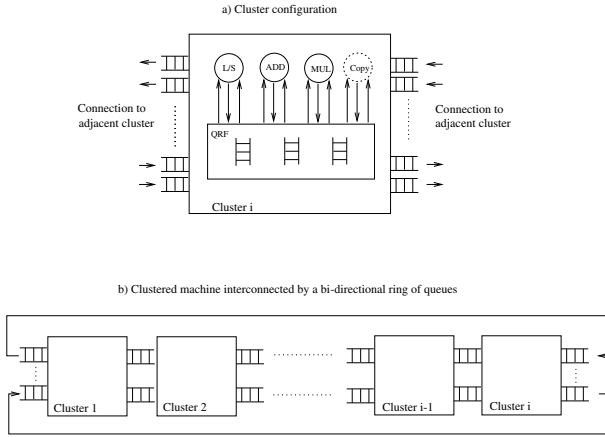 a) Cluster configuration
L/S
ADD
MUL
Copy
Connection to
adjacent cluster
Connection to
adjacent cluster
QRF
Cluster i
b) Clustered machine interconnected by a bi-directional ring of queues
Cluster 1
Cluster 2
Cluster i-1
Cluster i